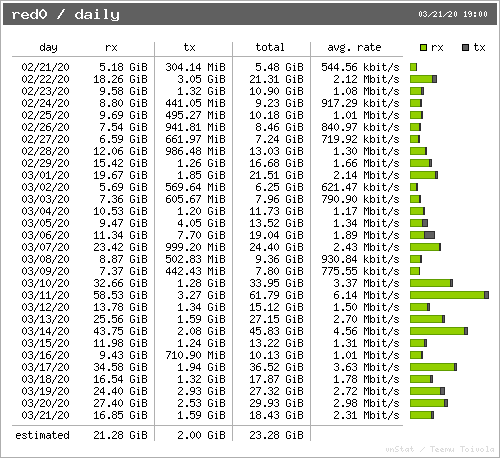 red0 / daily 03/21/20 19:00
day rx tx total avg. rate rx tx
02/21/20 5.18 GiB 304.14 MiB 5.48 GiB 544.56 kbit/s
02/22/20 18.26 GiB 3.05 GiB 21.31 GiB 2.12 Mbit/s
02/23/20 9.58 GiB 1.32 GiB 10.90 GiB 1.08 Mbit/s
02/24/20 8.80 GiB 441.05 MiB 9.23 GiB 917.29 kbit/s
02/25/20 9.69 GiB 495.27 MiB 10.18 GiB 1.01 Mbit/s
02/26/20 7.54 GiB 941.81 MiB 8.46 GiB 840.97 kbit/s
02/27/20 6.59 GiB 661.97 MiB 7.24 GiB 719.92 kbit/s
02/28/20 12.06 GiB 986.48 MiB 13.03 GiB 1.30 Mbit/s
02/29/20 15.42 GiB 1.26 GiB 16.68 GiB 1.66 Mbit/s
03/01/20 19.67 GiB 1.85 GiB 21.51 GiB 2.14 Mbit/s
03/02/20 5.69 GiB 569.64 MiB 6.25 GiB 621.47 kbit/s
03/03/20 7.36 GiB 605.67 MiB 7.96 GiB 790.90 kbit/s
03/04/20 10.53 GiB 1.20 GiB 11.73 GiB 1.17 Mbit/s
03/05/20 9.47 GiB 4.05 GiB 13.52 GiB 1.34 Mbit/s
03/06/20 11.34 GiB 7.70 GiB 19.04 GiB 1.89 Mbit/s
03/07/20 23.42 GiB 999.20 MiB 24.40 GiB 2.43 Mbit/s
03/08/20 8.87 GiB 502.83 MiB 9.36 GiB 930.84 kbit/s
03/09/20 7.37 GiB 442.43 MiB 7.80 GiB 775.55 kbit/s
03/10/20 32.66 GiB 1.28 GiB 33.95 GiB 3.37 Mbit/s
03/11/20 58.53 GiB 3.27 GiB 61.79 GiB 6.14 Mbit/s
03/12/20 13.78 GiB 1.34 GiB 15.12 GiB 1.50 Mbit/s
03/13/20 25.56 GiB 1.59 GiB 27.15 GiB 2.70 Mbit/s
03/14/20 43.75 GiB 2.08 GiB 45.83 GiB 4.56 Mbit/s
03/15/20 11.98 GiB 1.24 GiB 13.22 GiB 1.31 Mbit/s
03/16/20 9.43 GiB 710.90 MiB 10.13 GiB 1.01 Mbit/s
03/17/20 34.58 GiB 1.94 GiB 36.52 GiB 3.63 Mbit/s
03/18/20 16.54 GiB 1.32 GiB 17.87 GiB 1.78 Mbit/s
03/19/20 24.40 GiB 2.93 GiB 27.32 GiB 2.72 Mbit/s
03/20/20 27.40 GiB 2.53 GiB 29.93 GiB 2.98 Mbit/s
03/21/20 16.85 GiB 1.59 GiB 18.43 GiB 2.31 Mbit/s
estimated 21.28 GiB 2.00 GiB 23.28 GiB
vnStat / Teemu Toivola